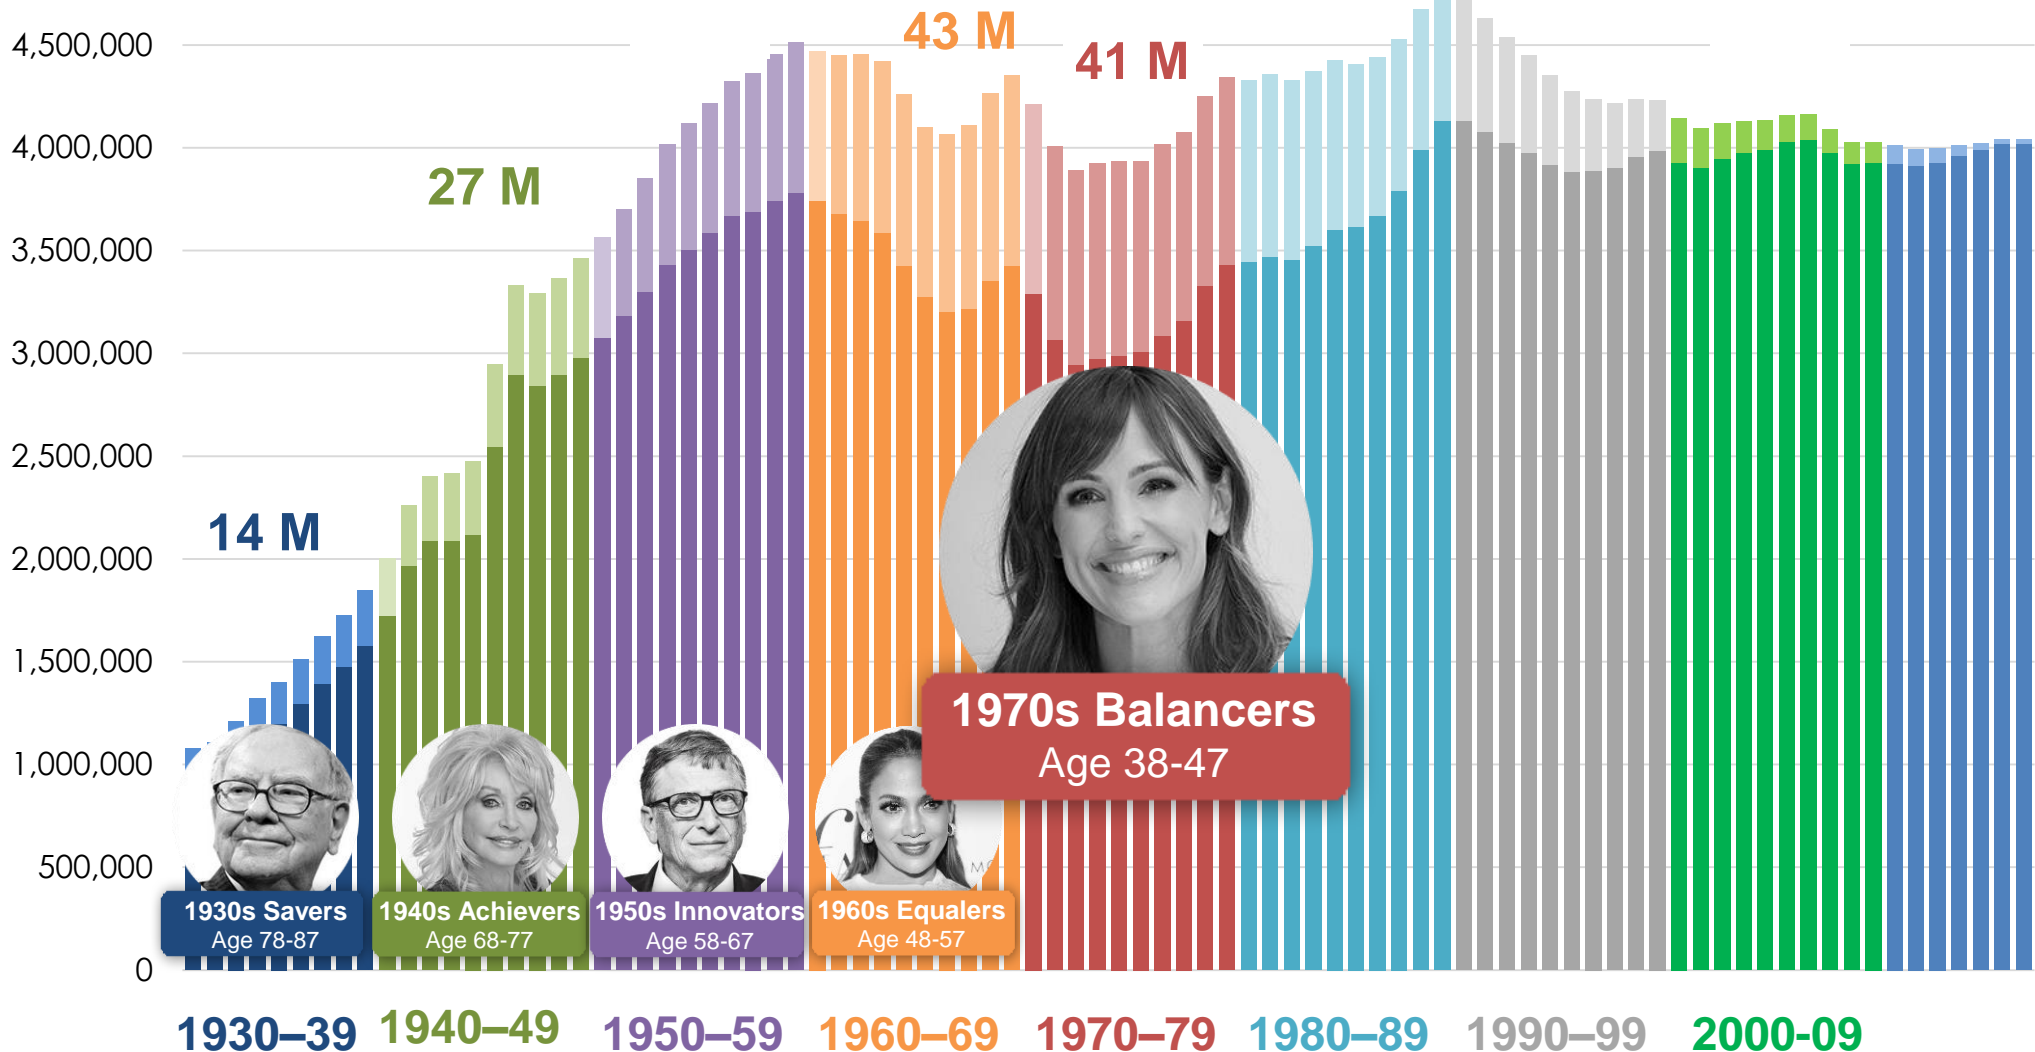 43 M
41 M
27 M
14 M
4,500,000
4,000,000
3,500,000
3,000,000
2,500,000
2,000,000
1,500,000
1,000,000
500,000
0
1930s Savers
Age 78-87
1940s Achievers
Age 68-77
1950s Innovators
Age 58-67
1960s Equalers
Age 48-57
1970s Balancers
Age 38-47
1930–39
1940–49
1950–59
1960–69
1970–79
1980–89
1990–99
2000-09